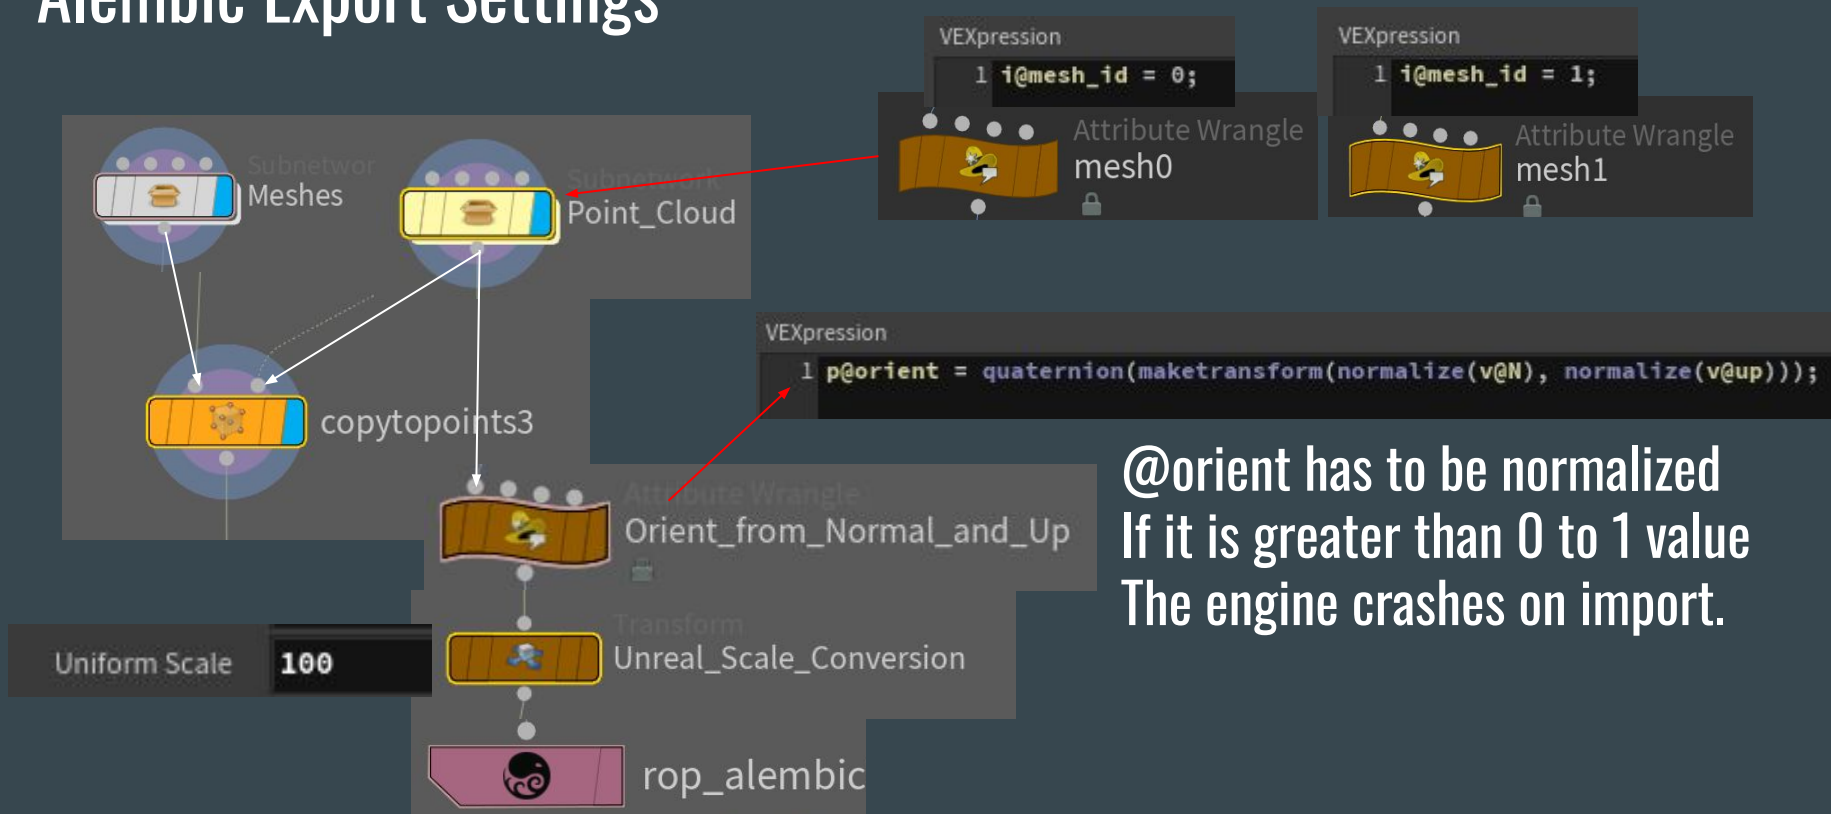 Alembic Export Settings
VEXpression
1 i@mesh_id = 0;
VEXpression
1 i@mesh_id = 1;
Attribute Wrangle
mesh0
Attribute Wrangle
mesh1
Subnetwor
Meshes
Subnetwork
Point_Cloud
VEXpression
1 p@orient = quaternion(maketransform(normalize(v@N), normalize(v@up)));
copytopoints3
@orient has to be normalized
If it is greater than 0 to 1 value
The engine crashes on import.
Attribute Wrangle
Orient_from_Normal_and_Up
Transform
Unreal_Scale_Conversion
Uniform Scale 100
rop_alembic